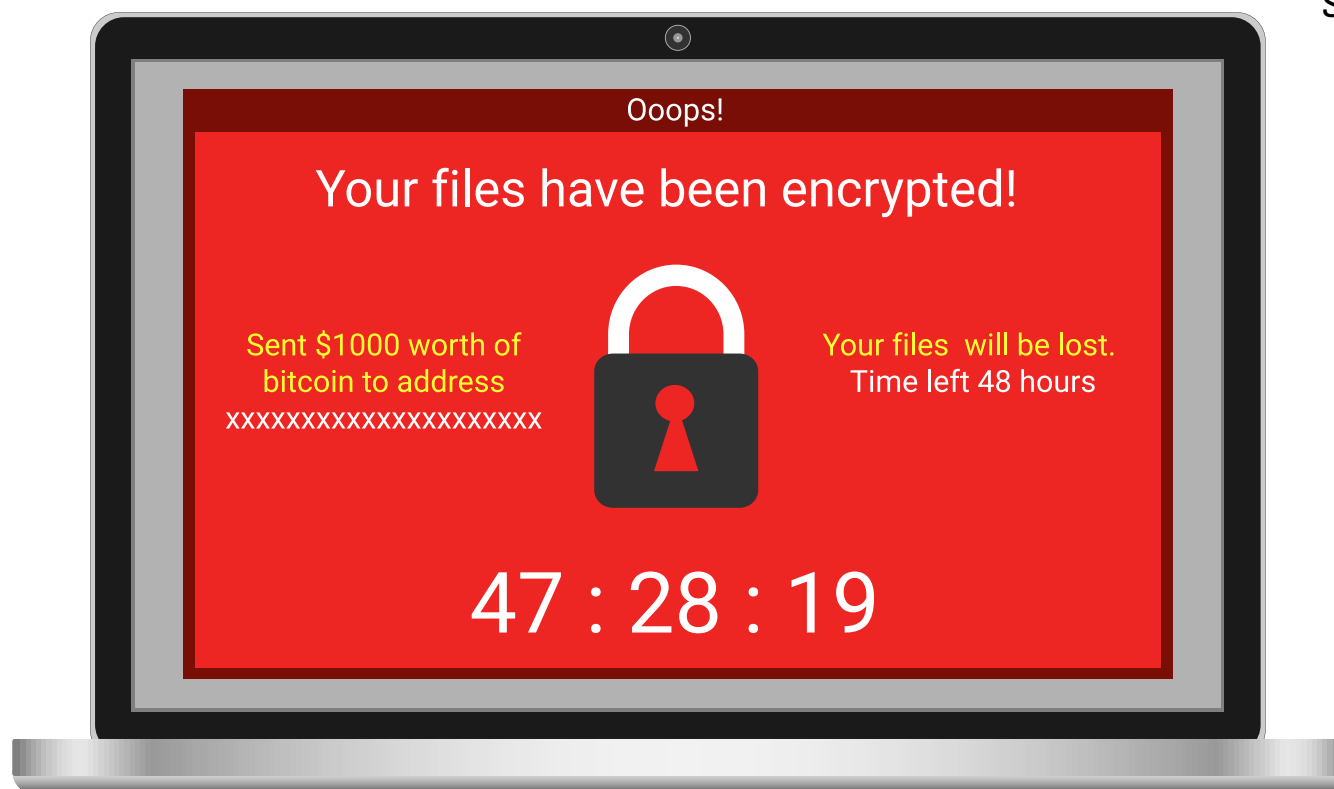 Ooops!
Your files have been encrypted!
Sent $1000 worth of
bitcoin to address
xxxxxxxxxxxxxxxxxxxxx
Your files  will be lost.
Time left 48 hours
47 : 28 : 19